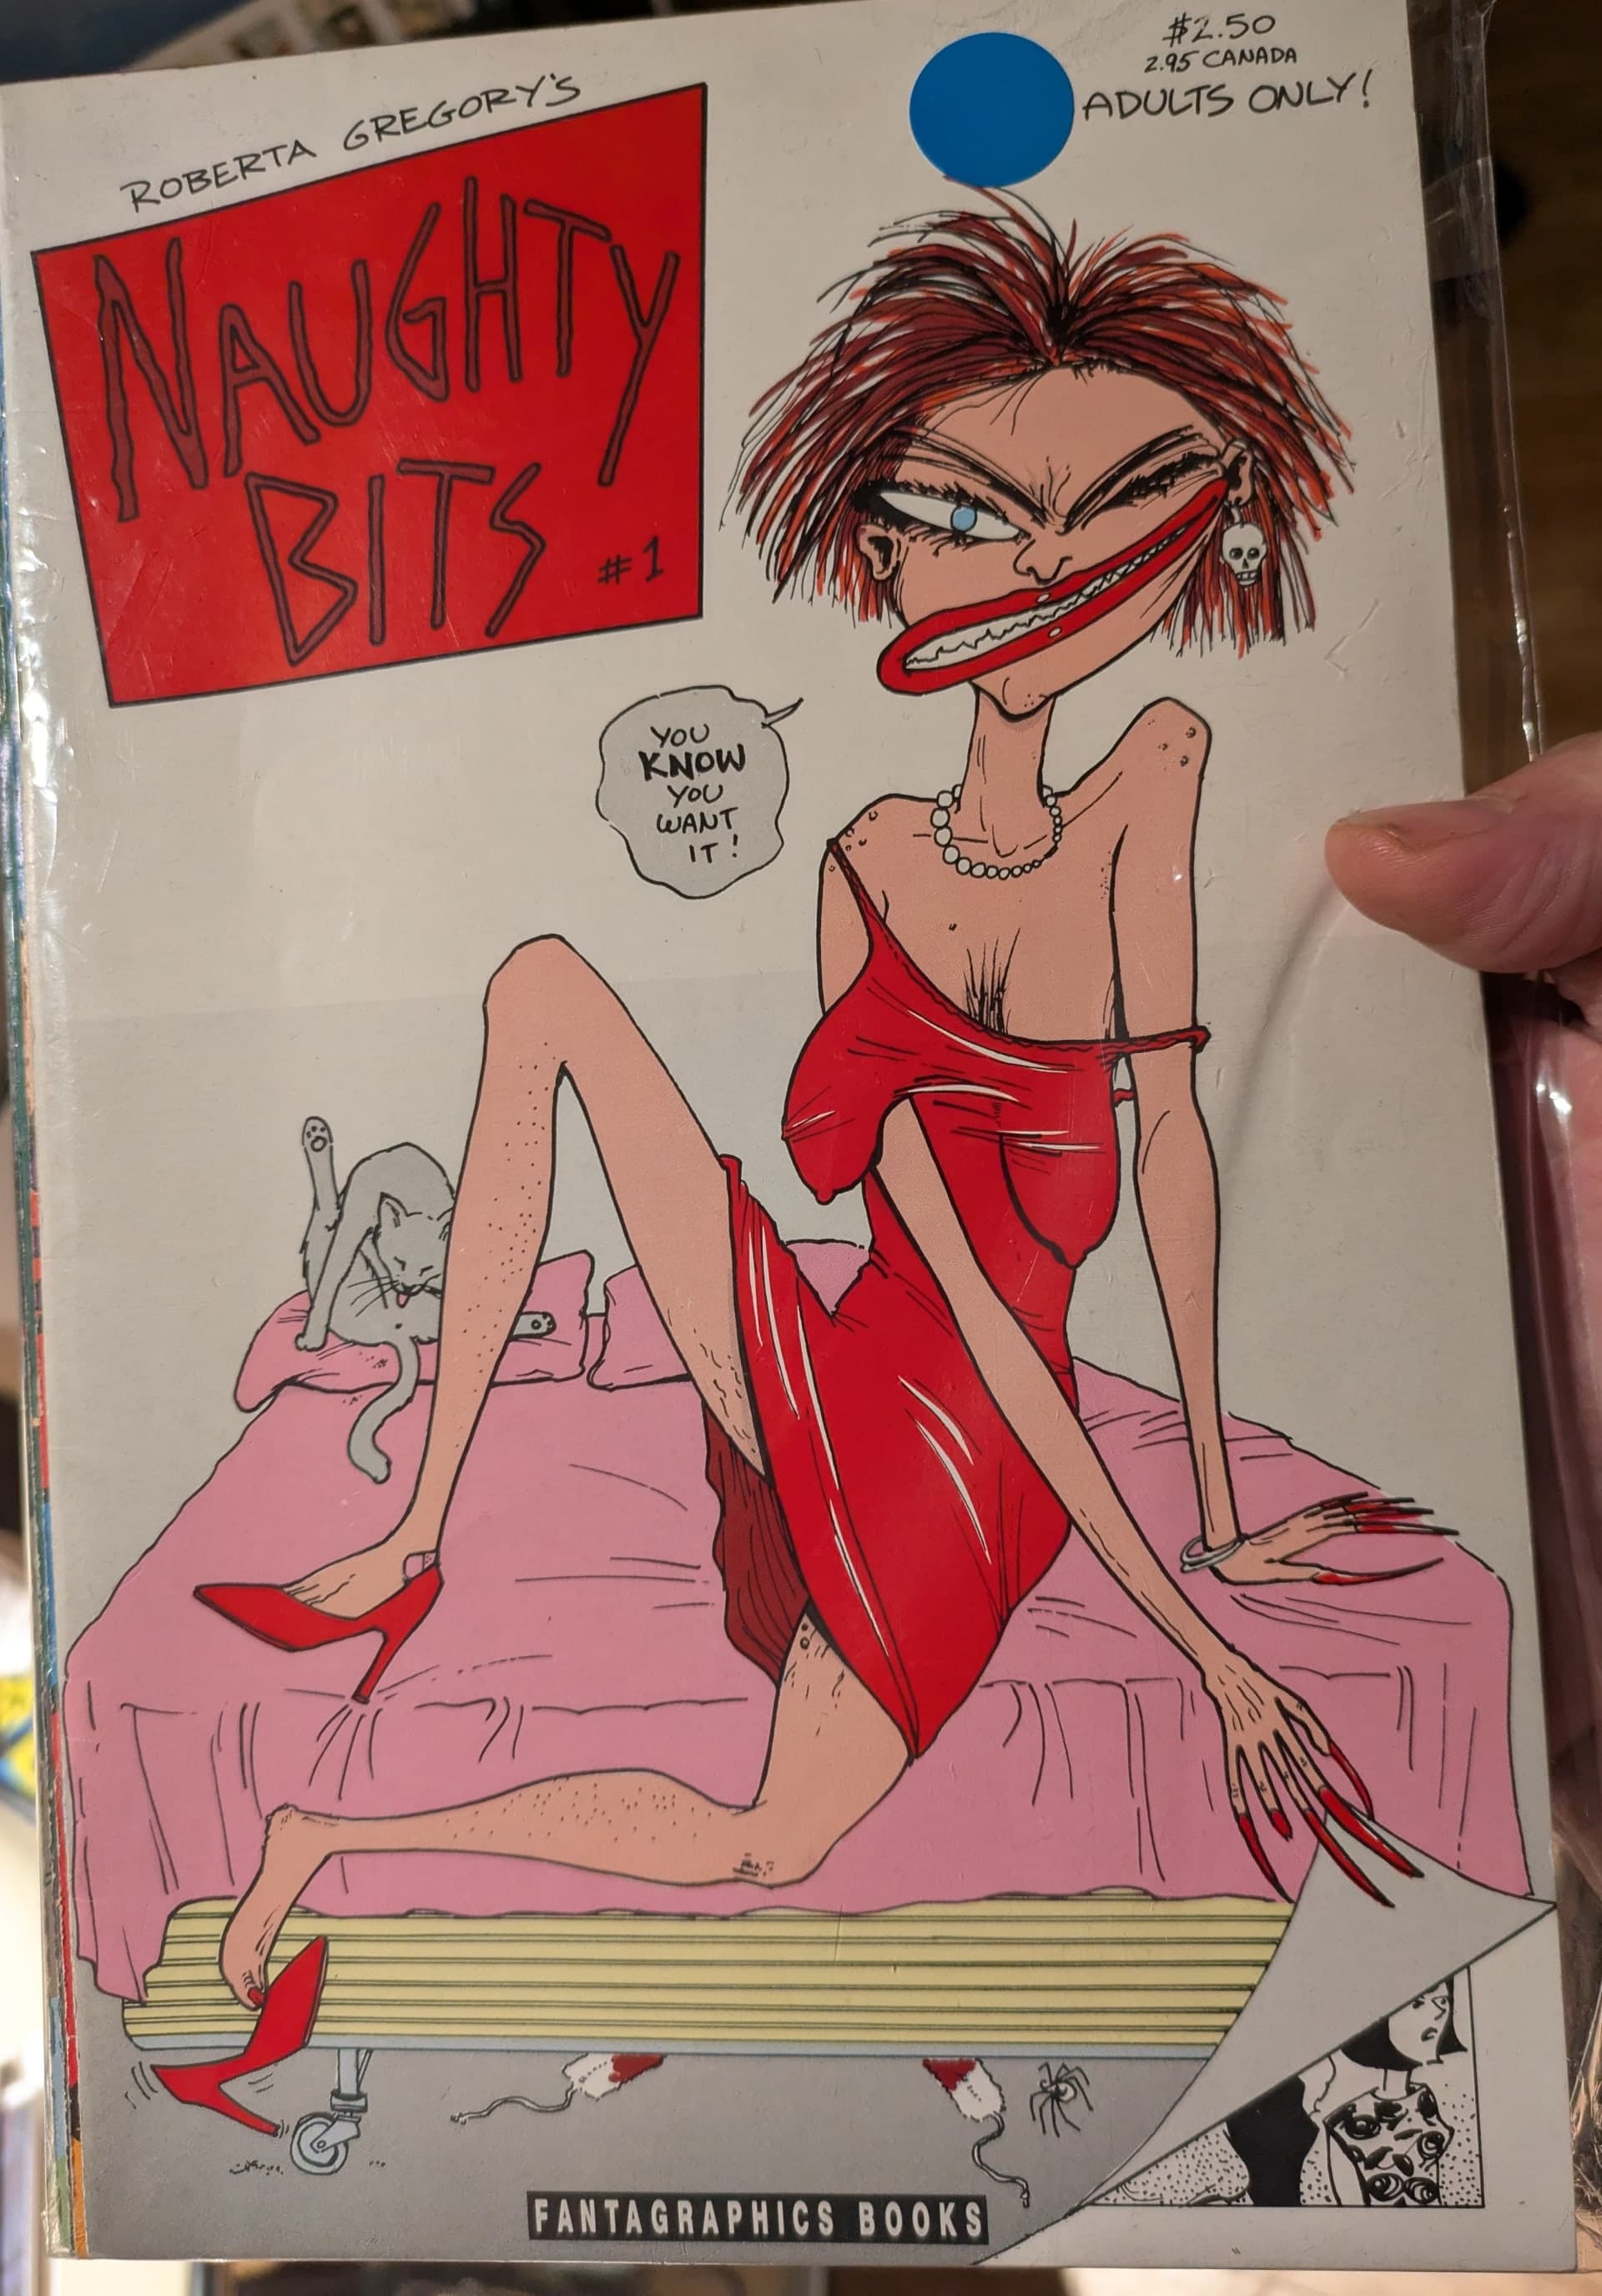 $2.50
2.95 CANADA
ADULTS ONLY!
ROBERTA GREGORY'S
NAUGHTY
BITS
#1
YOU
KNOW
YOU
WANT
IT!
FANTAGRAPHICS BOOKS